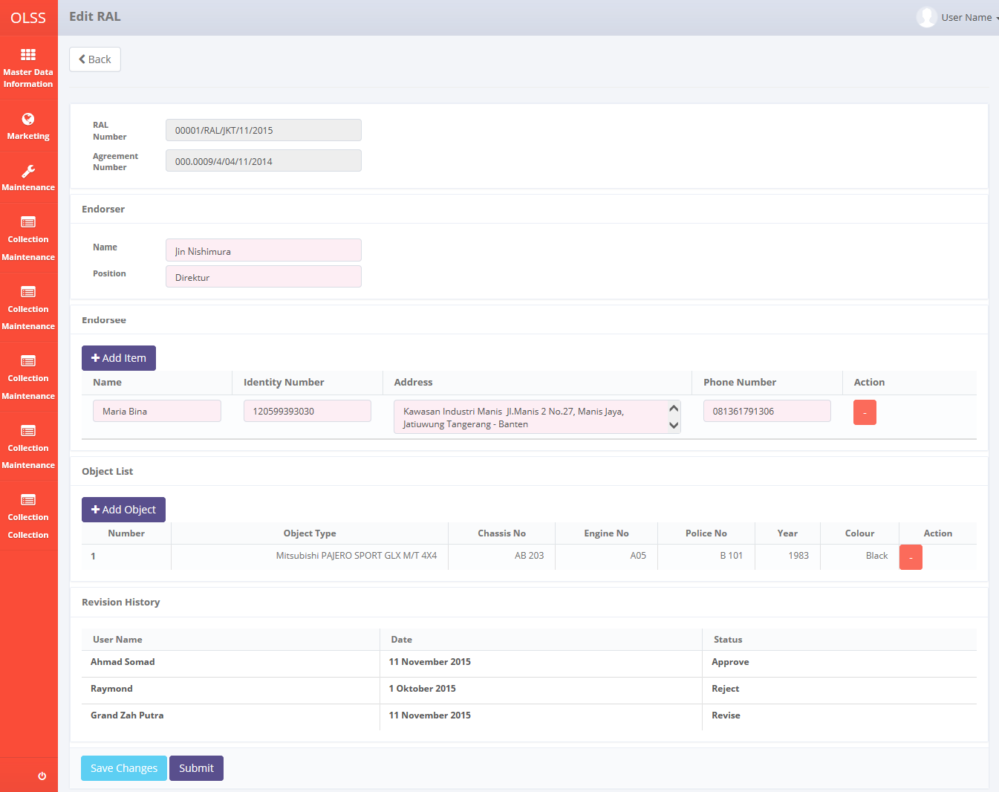 OLSS
Edit RAL
User Name
Master Data
Information
Marketing
Maintenance
Collection
Maintenance
Collection
Maintenance
Collection
Maintenance
Collection
Maintenance
Collection
Collection
Back
RAL
Number
00001/RAL/JKT/11/2015
Agreement
Number
000.0009/4/04/11/2014
Endorser
Name
Jin Nishimura
Position
Direktur
Endorsee
Add Item
Name Identity Number Address Phone Number Action
Maria Bina 120599393030 Kawasan Industri Manis Jl.Manis 2 No.27, Manis Jaya, 081361791306 -
Jatiuwung Tangerang - Banten
Object List
Add Object
Number Object Type Chassis No Engine No Police No Year Colour Action
1 Mitsubishi PAJERO SPORT GLX M/T 4X4 AB 203 A05 B 101 1983 Black -
Revision History
User Name Date Status
Ahmad Somad 11 November 2015 Approve
Raymond 1 Oktober 2015 Reject
Grand Zah Putra 11 November 2015 Revise
Save Changes Submit